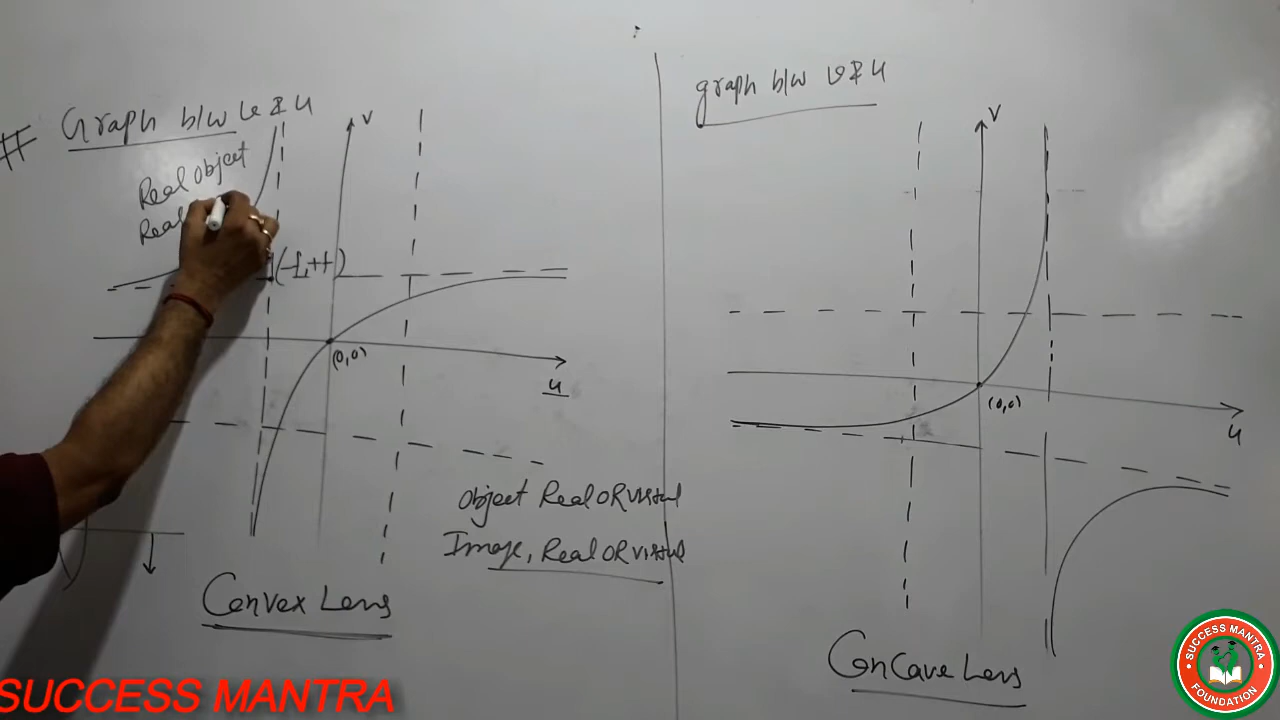 Graph b/w v & u
Real object
Real
V
(-f,+f)
(0,0)
u
object Real OR virtual
Image, Real OR virtual
Convex Lens
graph b/w v & u
V
(0,0)
u
Concave Lens
SUCCESS MANTRA
SUCCESS MANTRA
FOUNDATION